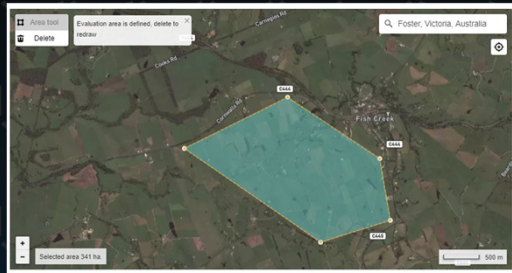 Area tool
Delete
Evaluation area is defined, delete to
redraw
Foster, Victoria, Australia
Carnegies Rd
Cooks Rd
C444
Fish Creek
C444
C445
+
-
Selected area 341 ha.
500 m